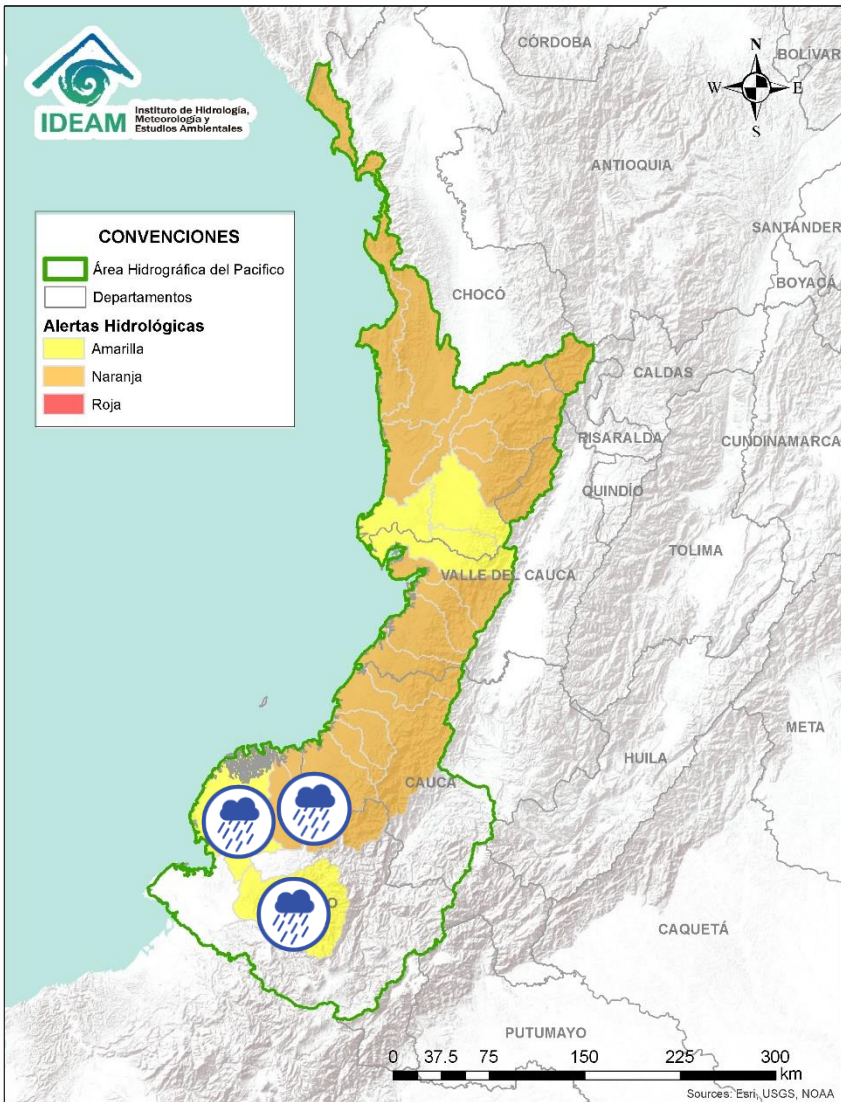 IDEAM
Instituto de Hidrología,
Meteorología y
Estudios Ambientales
CÓRDOBA
BOLÍVAR
N
W
E
S
ANTIOQUIA
SANTANDER
BOYACÁ
CONVENCIONES
Área Hidrográfica del Pacifico
Departamentos
Alertas Hidrológicas
Amarilla
Naranja
Roja
CHOCÓ
CALDAS
RISARALDA
CUNDINAMARCA
QUINDÍO
TOLIMA
VALLE DEL CAUCA
META
HUILA
CAUCA
O
CAQUETÁ
PUTUMAYO
0 37.5 75 150 225 300
km
Sources: Esri, USGS, NOAA